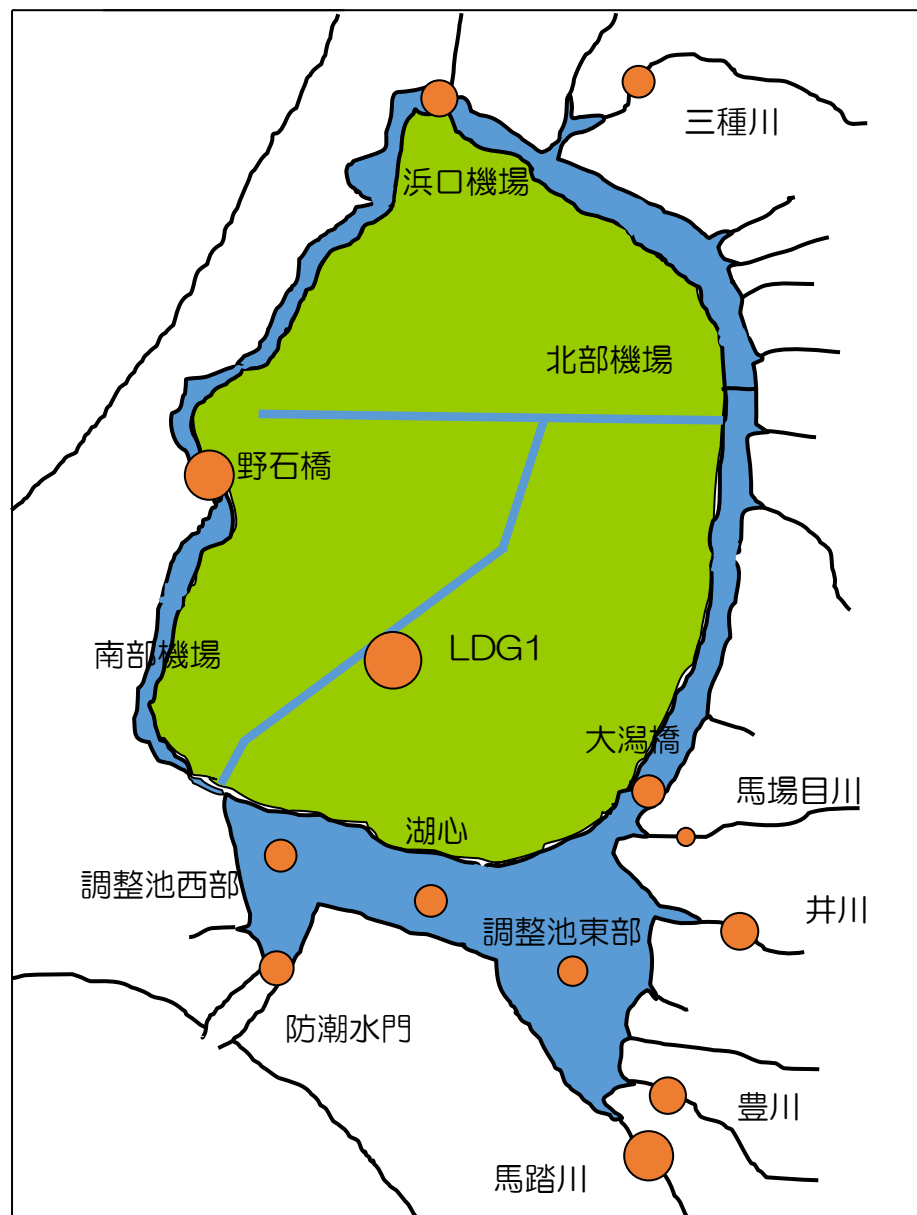 三種川
浜口機場
北部機場
野石橋
南部機場
LDG1
大潟橋
馬場目川
湖心
調整池西部
井川
調整池東部
防潮水門
豊川
馬踏川